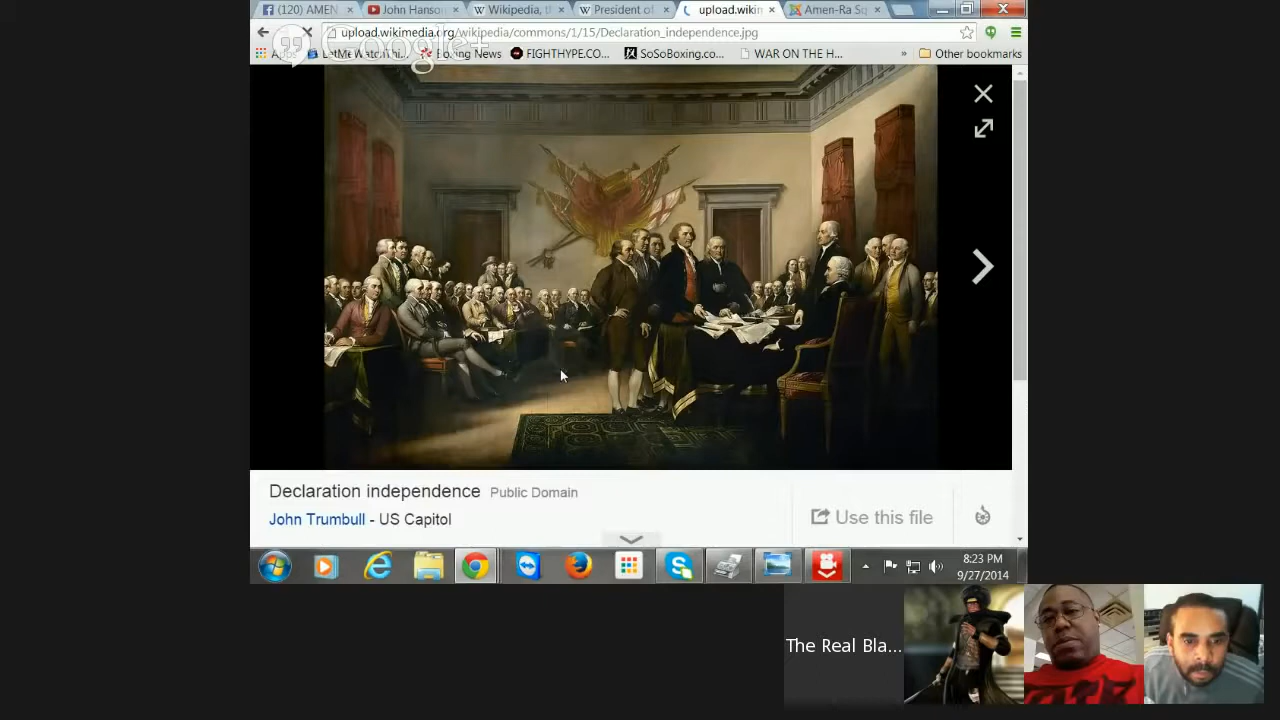 (120) AMEN
John Hanso
Wikipedia, t
President of
upload.wikim
Amen-Ra Sq
upload.wikimedia.org/wikipedia/commons/1/15/Declaration_independence.jpg
Google+
Boxing News
FIGHTHYPE.CO...
SoSoBoxing.co...
WAR ON THE H...
»
Other bookmarks
Declaration independence Public Domain
John Trumbull - US Capitol
Use this file
8:23 PM
9/27/2014
The Real Bla...